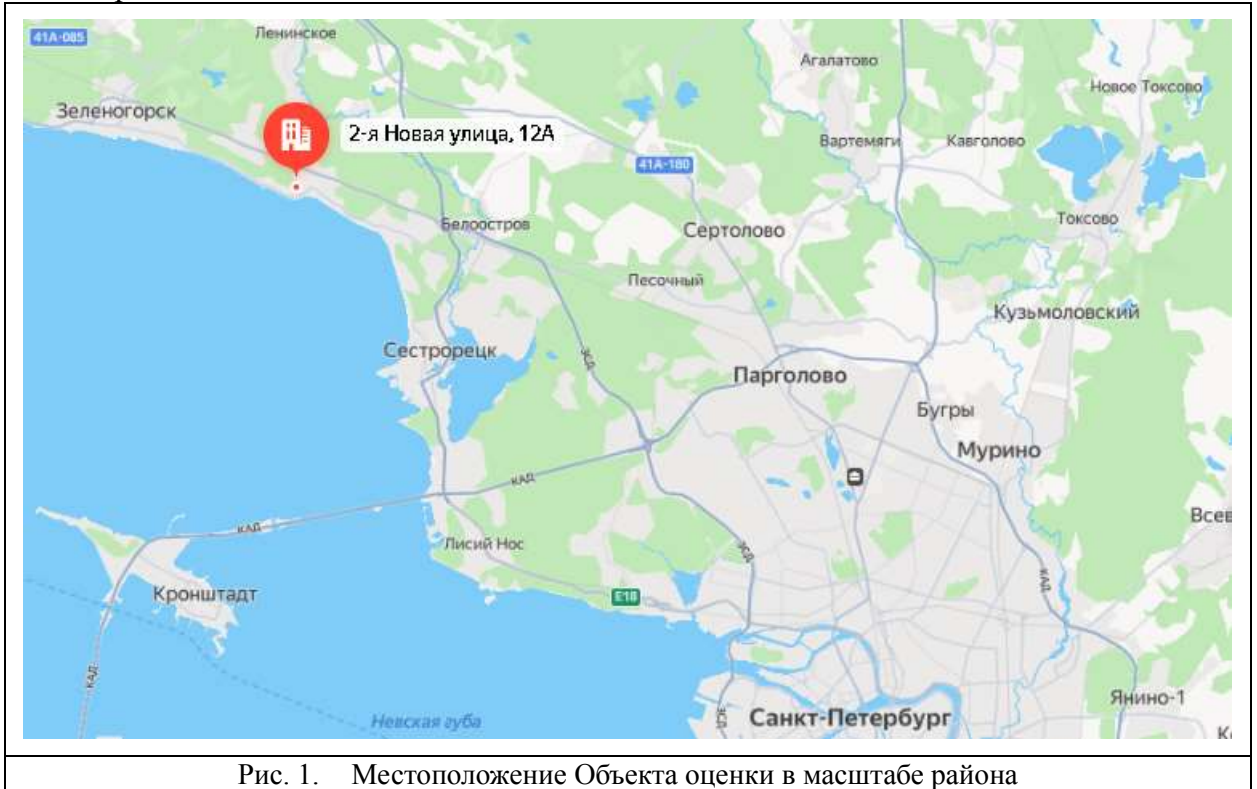 41А-085
Ленинское
Агалатово
Новое Токсово
Зеленогорск
2-я Новая улица, 12А
Вартемяги
Кавголово
41А-180
Токсово
Белоостров
Сертолово
Песочный
Кузьмоловский
Сестрорецк
ЗСД
Парголово
Бугры
Мурино
КАД
Всев
КАД
Лисий Нос
ЗСД
КАД
Кронштадт
E18
КАД
Янино-1
Невская губа
ЗСД
Санкт-Петербург
Рис. 1. Местоположение Объекта оценки в масштабе района